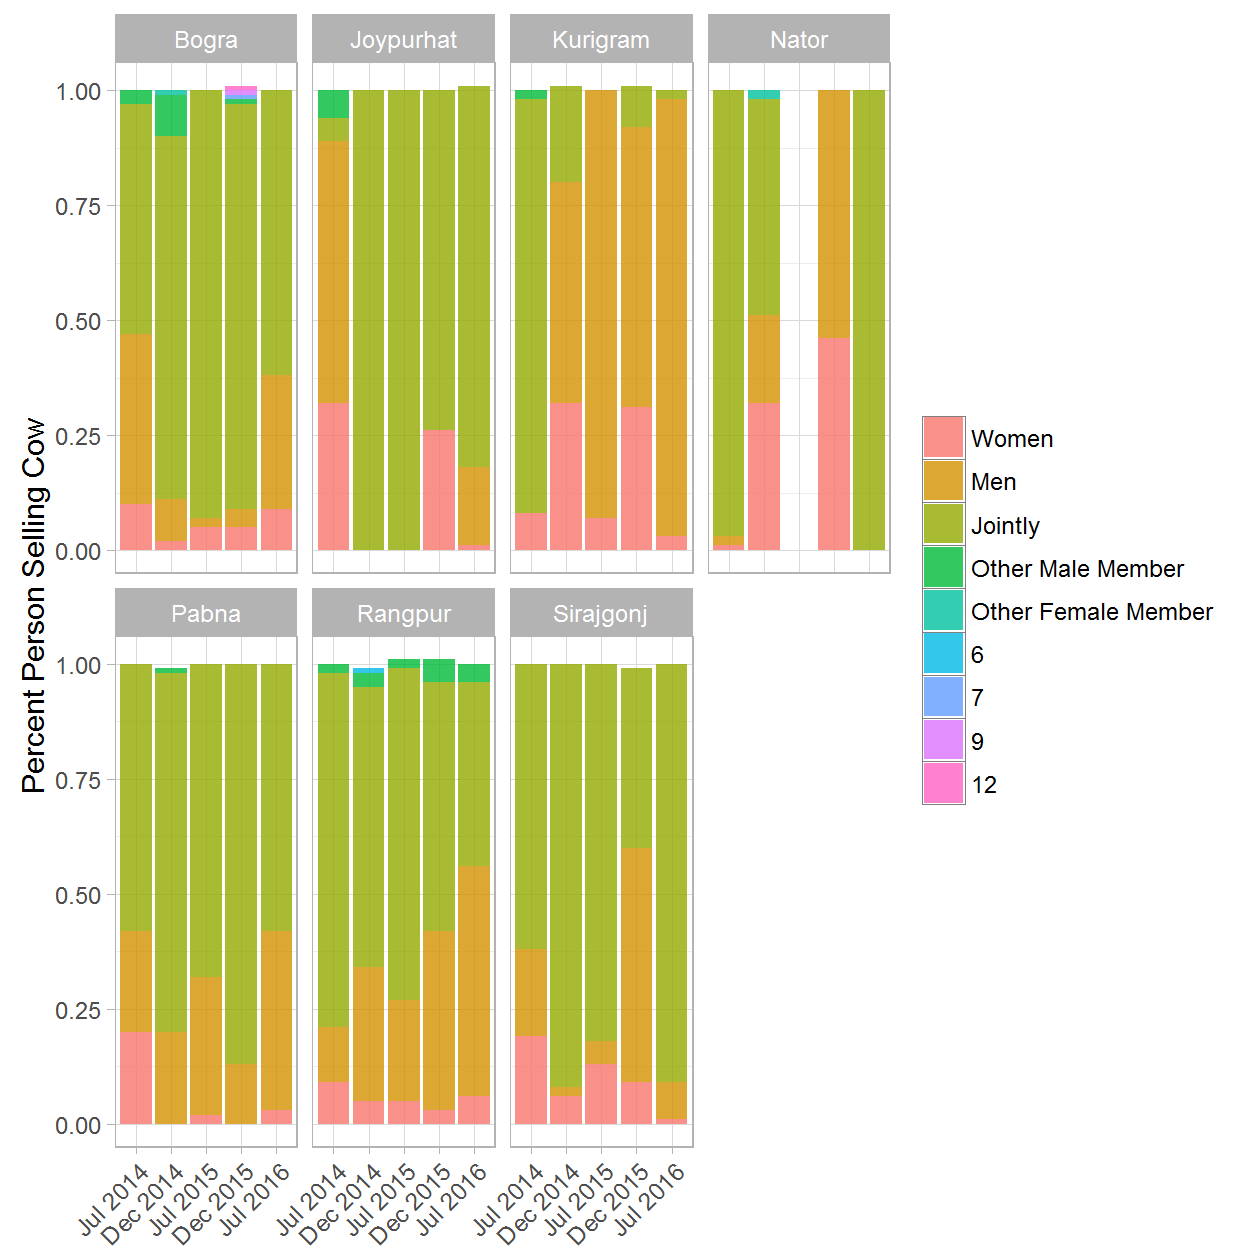 Bogra Joypurhat Kurigram Nator
1.00
0.75
0.50
0.25
0.00
Percent Person Selling Cow
Pabna Rangpur Sirajgonj
1.00
0.75
0.50
0.25
0.00
Jul 2014 Dec 2014 Jul 2015 Dec 2015 Jul 2016 Jul 2014 Dec 2014 Jul 2015 Dec 2015 Jul 2016 Jul 2014 Dec 2014 Jul 2015 Dec 2015 Jul 2016
Women
Men
Jointly
Other Male Member
Other Female Member
6
7
9
12